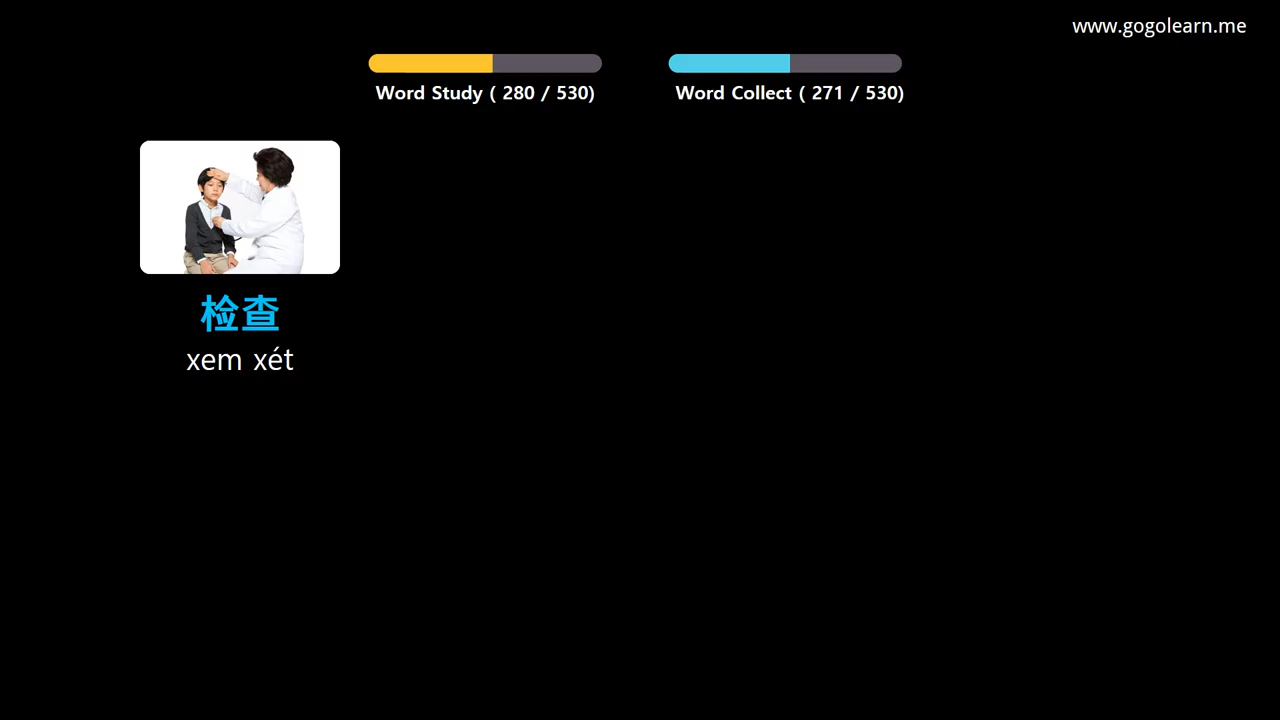 www.gogolearn.me
Word Study ( 280 / 530)
Word Collect ( 271 / 530)
检查
xem xét